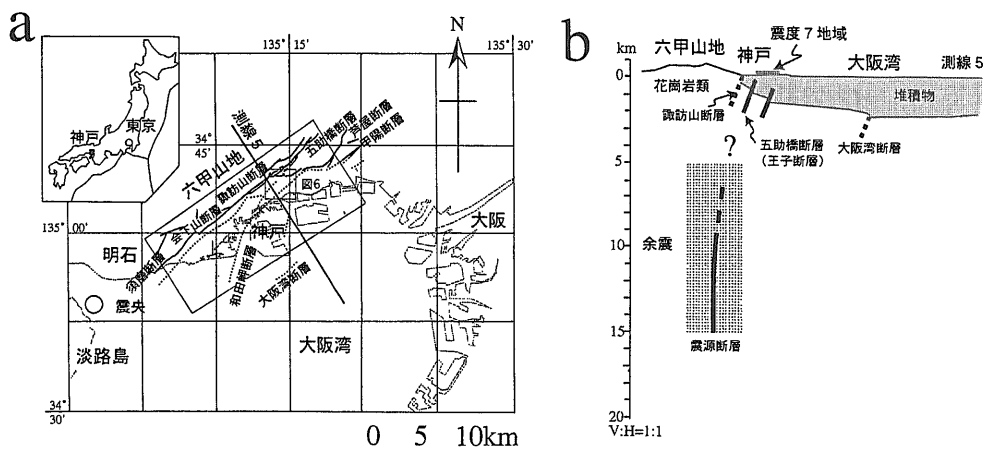 a
N
135° 15'
135° 30'
神戸
東京
測線 5
34°
45'
五助橋断層
芦屋断層
甲陽断層
六甲山地
諏訪山断層
図6
会下山断層
135° 00'
神戸
大阪
明石
須磨断層
和田岬断層
大阪湾断層
震央
大阪湾
淡路島
34°
30'
0 5 10km
b
震度7地域
km
六甲山地
神戸
大阪湾
測線 5
0
花崗岩類
堆積物
諏訪山断層
?
五助橋断層
(王子断層)
大阪湾断層
5
余震
10
15
震源断層
20
V:H=1:1